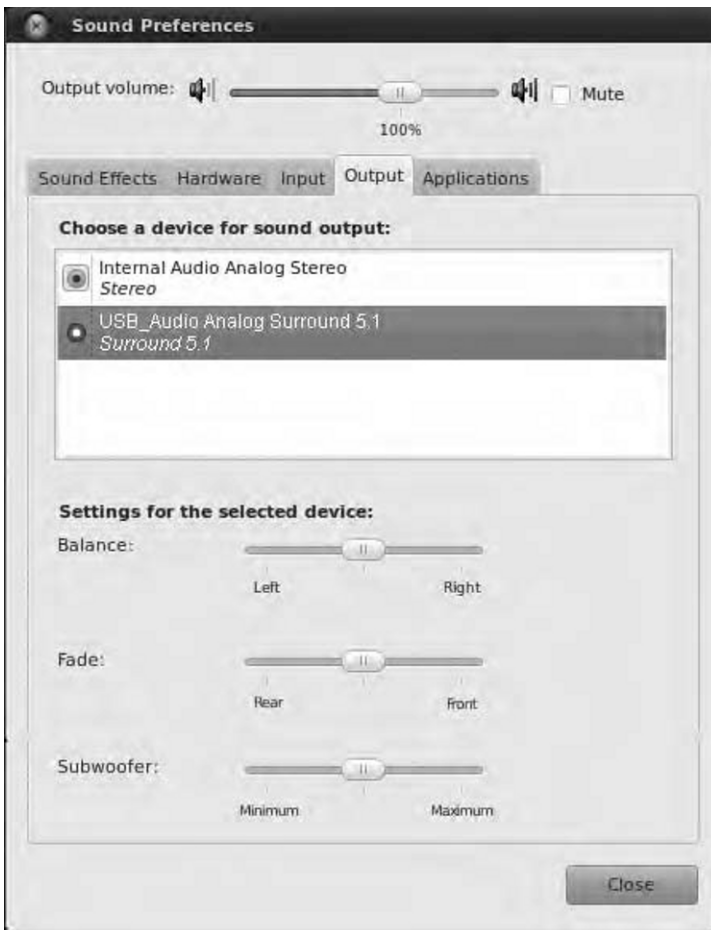 Sound Preferences
Output volume:
Mute
100%
Sound Effects Hardware Input Output Applications
Choose a device for sound output:
Internal Audio Analog Stereo
Stereo
USB_Audio Analog Surround 5.1
Surround 5.1
Settings for the selected device:
Balance:
Left Right
Fade:
Rear Front
Subwoofer:
Minimum Maximum
Close